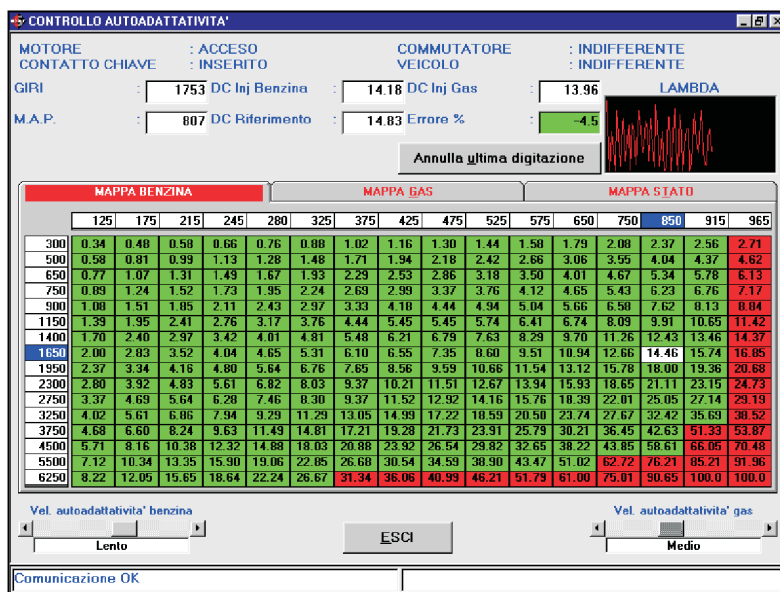 CONTROLLO AUTOADATTATIVITA'
MOTORE : ACCESO COMMUTATORE : INDIFFERENTE
CONTATTO CHIAVE : INSERITO VEICOLO : INDIFFERENTE
GIRI : 1753 DC Inj Benzina : 14.18 DC Inj Gas : 13.96 LAMBDA
M.A.P. : 807 DC Riferimento : 14.83 Errore % : -4.5
Annulla ultima digitazione
MAPPA BENZINA MAPPA GAS MAPPA STATO
125 175 215 245 280 325 375 425 475 525 575 650 750 850 915 965
300 0.34 0.48 0.58 0.66 0.76 0.88 1.02 1.16 1.30 1.44 1.58 1.79 2.08 2.37 2.56 2.71
500 0.58 0.81 0.99 1.13 1.28 1.48 1.71 1.94 2.18 2.42 2.66 3.06 3.55 4.04 4.37 4.62
650 0.77 1.07 1.31 1.49 1.67 1.93 2.29 2.53 2.86 3.18 3.50 4.01 4.67 5.34 5.78 6.13
750 0.89 1.24 1.52 1.73 1.95 2.24 2.69 2.99 3.37 3.76 4.12 4.65 5.43 6.23 6.76 7.17
900 1.08 1.51 1.85 2.11 2.43 2.97 3.33 4.18 4.44 4.94 5.04 5.66 6.58 7.62 8.13 8.84
1150 1.39 1.95 2.41 2.76 3.17 3.76 4.44 5.45 5.45 5.74 6.41 6.74 8.09 9.91 10.65 11.42
1400 1.70 2.40 2.97 3.42 4.01 4.81 5.48 6.21 6.79 7.63 8.29 9.70 11.26 12.43 13.46 14.37
1650 2.00 2.83 3.52 4.04 4.65 5.31 6.10 6.55 7.35 8.60 9.51 10.94 12.66 14.46 15.74 16.85
1950 2.37 3.34 4.16 4.80 5.64 6.76 7.65 8.56 9.59 10.66 11.54 13.12 15.78 18.00 19.36 20.68
2300 2.80 3.92 4.83 5.61 6.82 8.03 9.37 10.21 11.51 12.67 13.94 15.93 18.65 21.11 23.15 24.73
2750 3.37 4.69 5.64 6.28 7.46 8.30 9.37 11.52 12.92 14.16 15.76 18.39 22.01 25.05 27.14 29.19
3250 4.02 5.61 6.86 7.94 9.29 11.29 13.05 14.99 17.22 18.59 20.50 23.74 27.67 32.42 35.69 38.52
3750 4.68 6.60 8.24 9.63 11.49 14.81 17.21 19.28 21.73 23.91 25.79 30.21 36.45 42.63 51.33 53.87
4500 5.71 8.16 10.38 12.32 14.88 18.03 20.88 23.92 26.54 29.82 32.65 38.22 43.85 58.61 66.05 70.48
5500 7.12 10.34 13.35 15.90 19.06 22.85 26.68 30.54 34.59 38.90 43.47 51.02 62.72 76.21 85.21 91.96
6250 8.22 12.05 15.65 18.64 22.24 26.67 31.34 36.06 40.99 46.21 51.79 61.00 75.01 90.65 100.0 100.0
Vel. autoadattativita' benzina Vel. autoadattativita' gas
ESCI
Lento Medio
Comunicazione OK